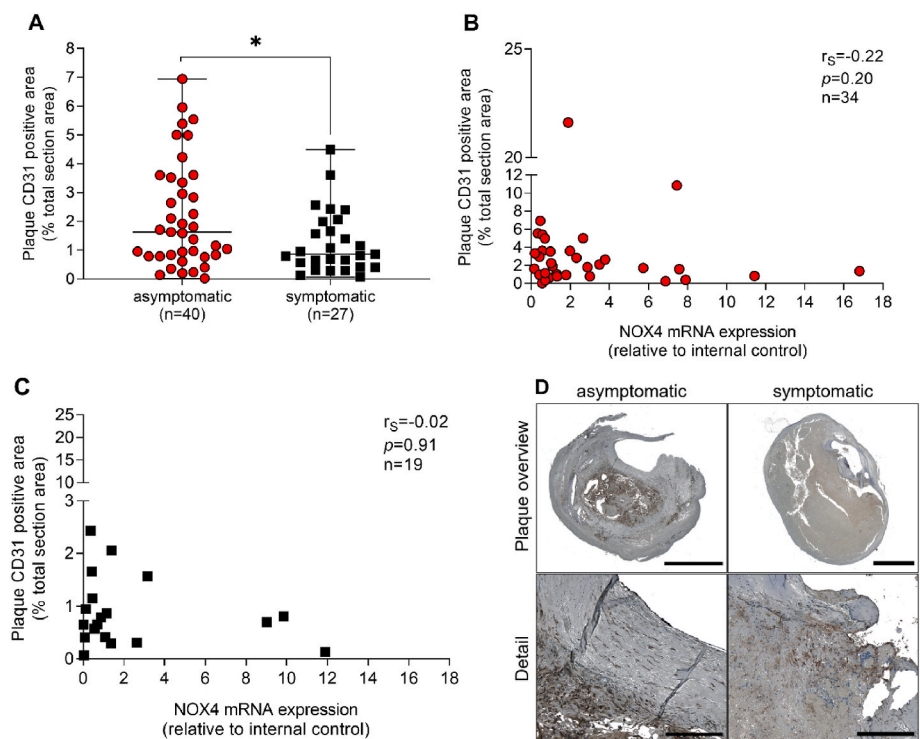 A
*
Plaque CD31 positive area
(% total section area)
8
7
6
5
4
3
2
1
0
asymptomatic
(n=40)
symptomatic
(n=27)
B
rS=-0.22
p=0.20
n=34
Plaque CD31 positive area
(% total section area)
25
20
12
10
8
6
4
2
0
0 2 4 6 8 10 12 14 16 18
NOX4 mRNA expression
(relative to internal control)
C
rS=-0.02
p=0.91
n=19
Plaque CD31 positive area
(% total section area)
25
20
15
10
3
2
1
0
0 2 4 6 8 10 12 14 16 18
NOX4 mRNA expression
(relative to internal control)
D
asymptomatic symptomatic
Plaque overview
Detail